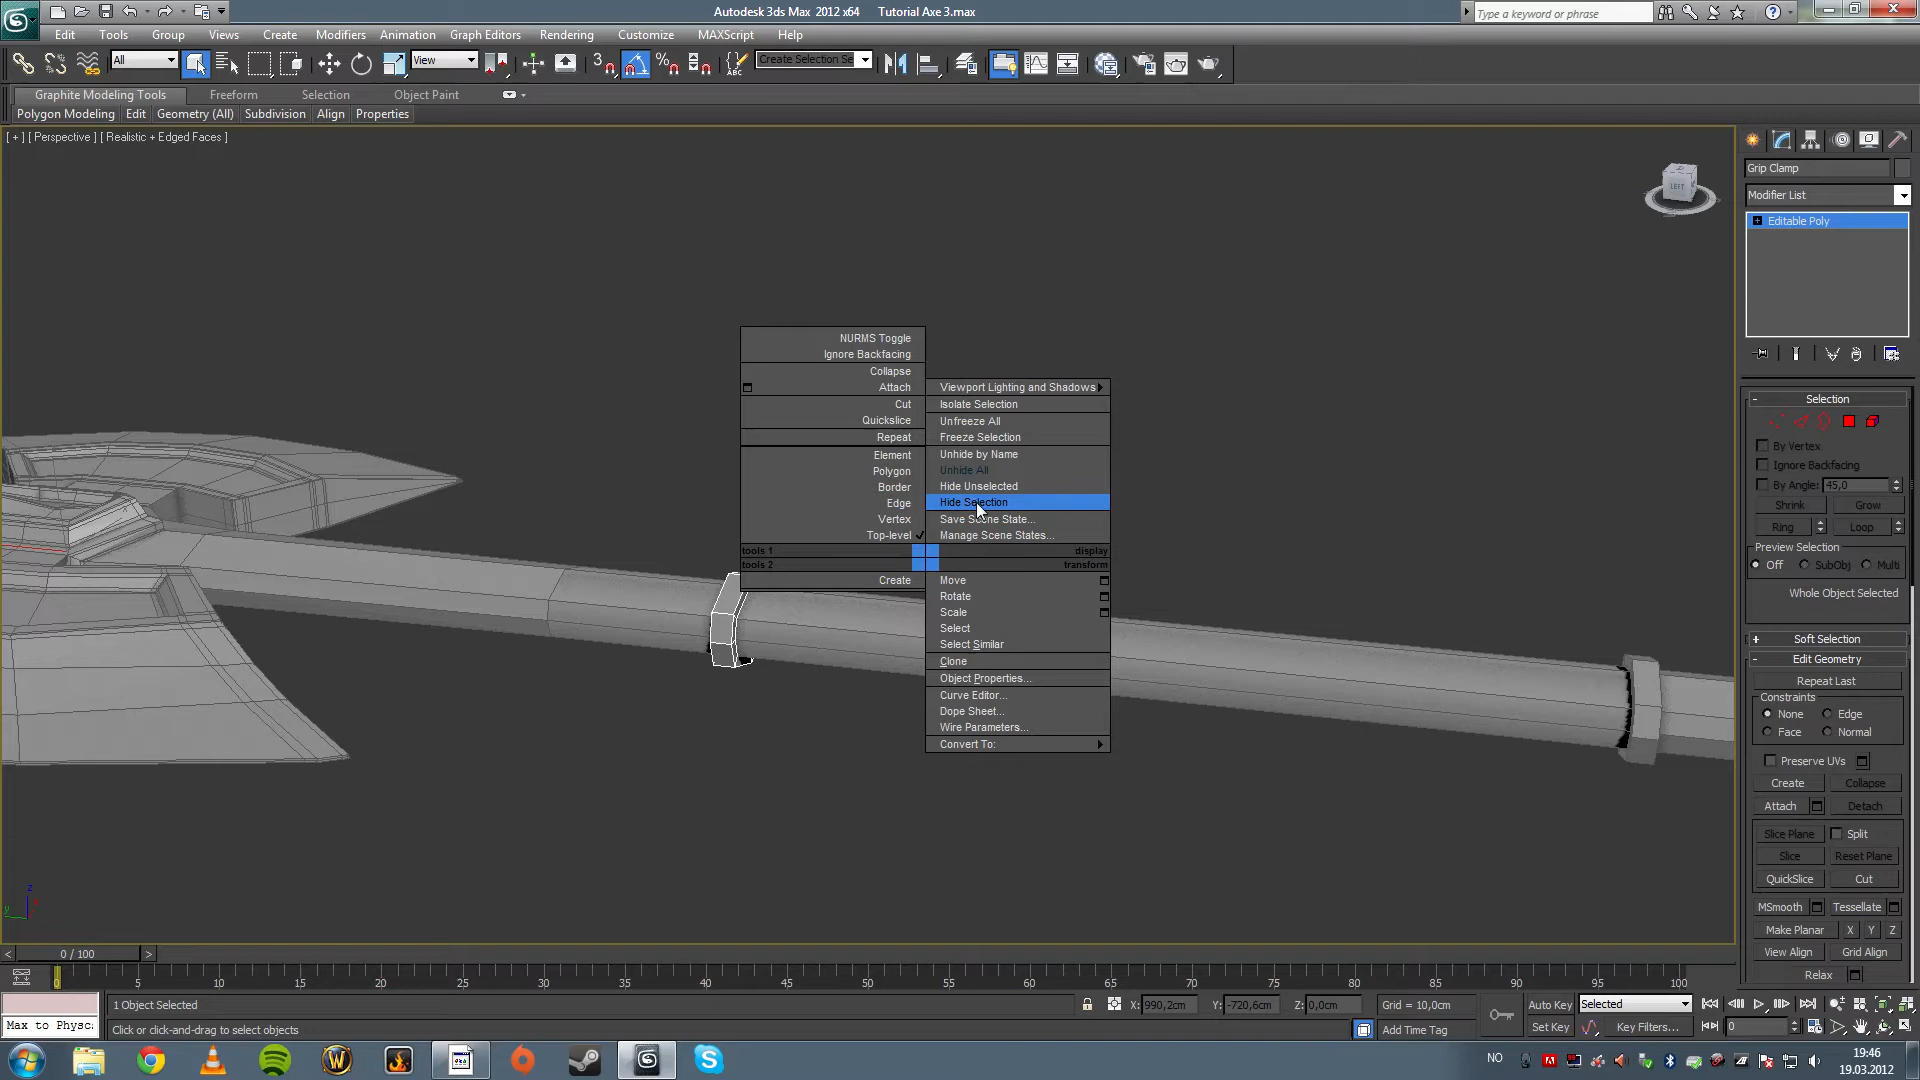 Autodesk 3ds Max 2012 x64 Tutorial Axe 3.max
Type a keyword or phrase
Edit Tools Group Views Create Modifiers Animation Graph Editors Rendering Customize MAXScript Help
All View Create Selection Se
Graphite Modeling Tools Freeform Selection Object Paint
Polygon Modeling Edit Geometry (All) Subdivision Align Properties
[ + ] [ Perspective ] [ Realistic + Edged Faces ]
LEFT
NURMS Toggle
Ignore Backfacing
Collapse
Attach
Cut
Quickslice
Repeat
Element
Polygon
Border
Edge
Vertex
Top-level
tools 1
tools 2
Create
Viewport Lighting and Shadows
Isolate Selection
Unfreeze All
Freeze Selection
Unhide by Name
Unhide All
Hide Unselected
Hide Selection
Save Scene State...
Manage Scene States...
display
transform
Move
Rotate
Scale
Select
Select Similar
Clone
Object Properties...
Curve Editor...
Dope Sheet...
Wire Parameters...
Convert To:
Grip Clamp
Modifier List
Editable Poly
Selection
By Vertex
Ignore Backfacing
By Angle: 45,0
Shrink Grow
Ring Loop
Preview Selection
Off SubObj Multi
Whole Object Selected
Soft Selection
Edit Geometry
Repeat Last
Constraints
None Edge
Face Normal
Preserve UVs
Create Collapse
Attach Detach
Slice Plane Split
Slice Reset Plane
QuickSlice Cut
MSmooth Tessellate
Make Planar X Y Z
View Align Grid Align
Relax
z
y
< 0 / 100 >
0 5 10 15 20 25 30 35 40 45 50 55 60 65 70 75 80 85 90 95 100
1 Object Selected X: 990,2cm Y: -720,6cm Z: 0,0cm Grid = 10,0cm Auto Key Selected
Max to Physc: Click or click-and-drag to select objects Add Time Tag Set Key Key Filters... 0
NO
19:46
19.03.2012